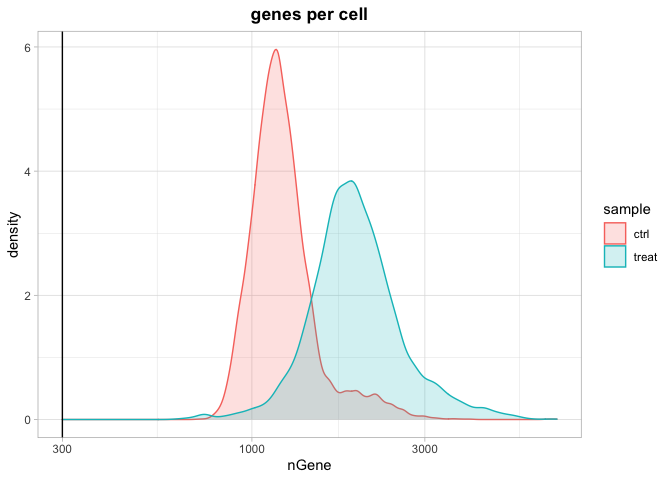 genes per cell
6
4
2
0
density
300
1000
3000
nGene
sample
ctrl
treat